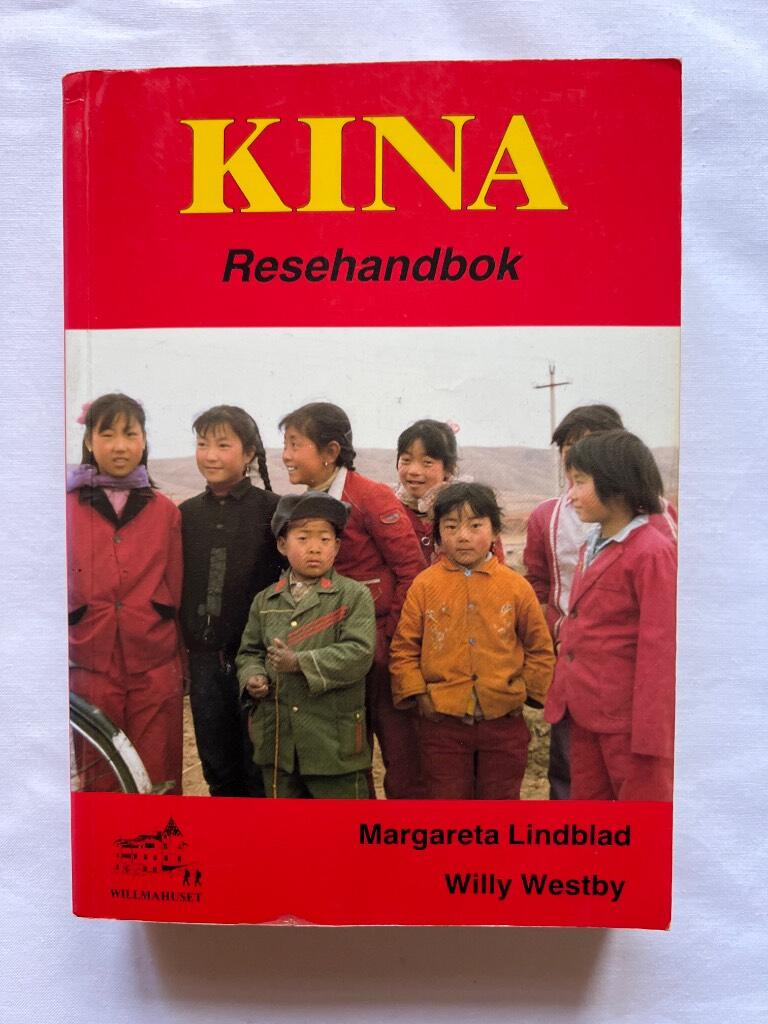 KINA
Resehandbok
Margareta Lindblad
Willy Westby
WILLMAHUSET